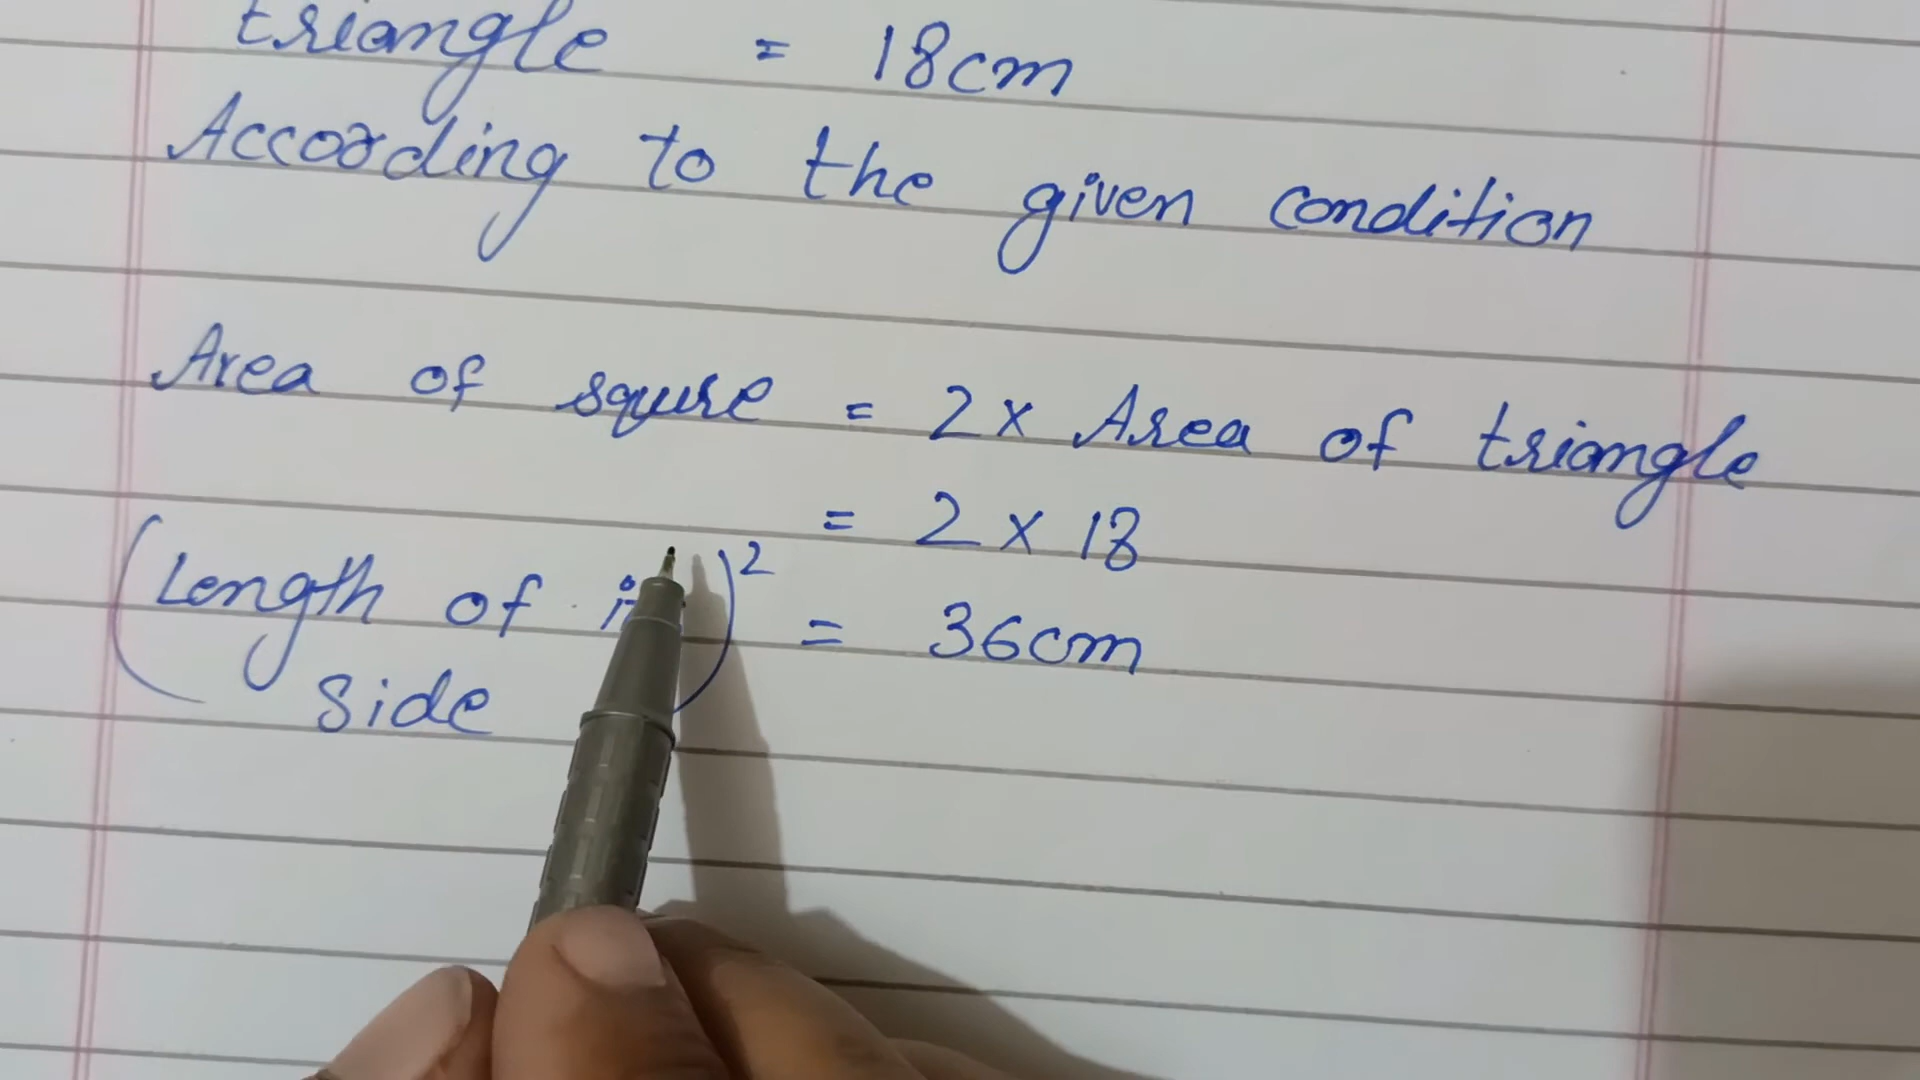 triangle = 18cm
According to the given condition
Area of squre = 2 x Area of triangle
= 2 x 18
(Length of side)² = 36cm